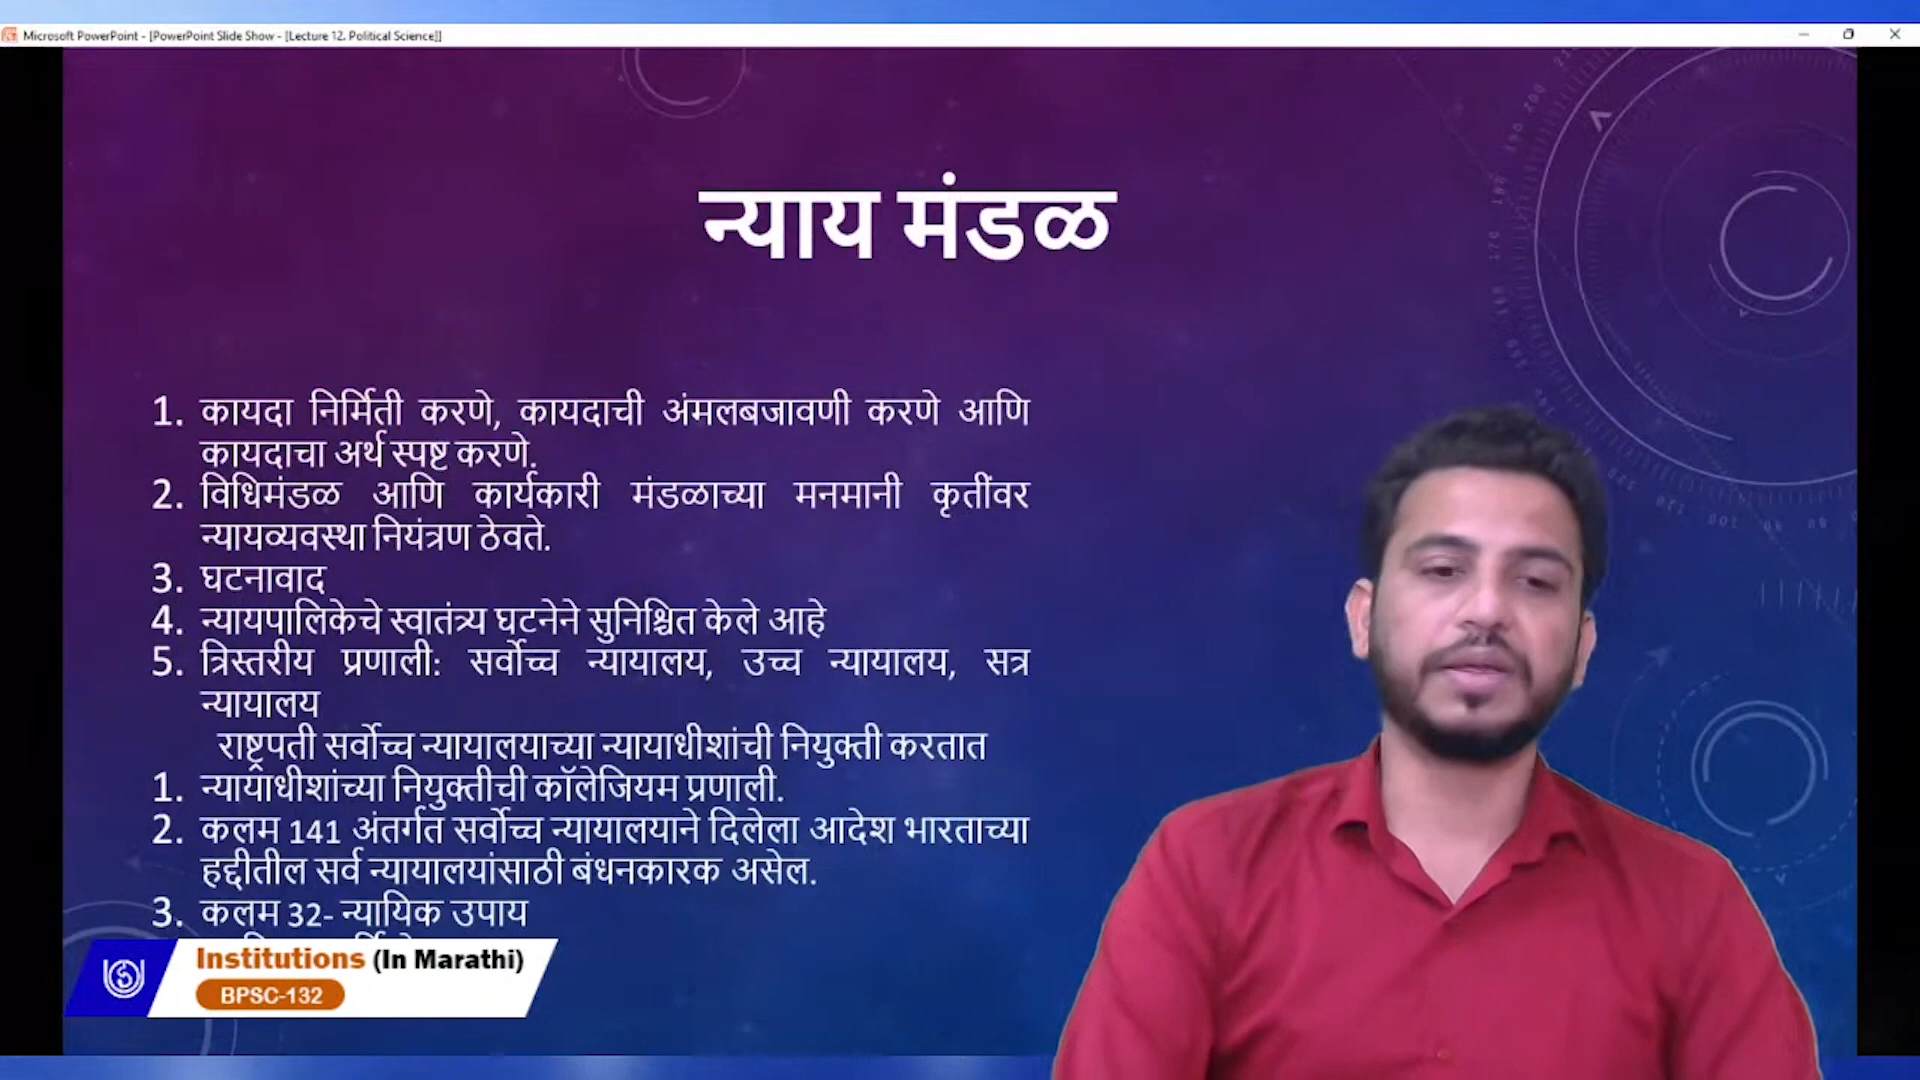 Microsoft PowerPoint - [PowerPoint Slide Show - [Lecture 12. Political Science]]
न्याय मंडळ
1. कायदा निर्मिती करणे, कायदाची अंमलबजावणी करणे आणि
कायदाचा अर्थ स्पष्ट करणे.
2. विधिमंडळ आणि कार्यकारी मंडळाच्या मनमानी कृतींवर
न्यायव्यवस्था नियंत्रण ठेवते.
3. घटनावाद
4. न्यायपालिकेचे स्वातंत्र्य घटनेने सुनिश्चित केले आहे
5. त्रिस्तरीय प्रणाली: सर्वोच्च न्यायालय, उच्च न्यायालय, सत्र
न्यायालय
राष्ट्रपती सर्वोच्च न्यायालयाच्या न्यायाधीशांची नियुक्ती करतात
1. न्यायाधीशांच्या नियुक्तीची कॉलेजियम प्रणाली.
2. कलम 141 अंतर्गत सर्वोच्च न्यायालयाने दिलेला आदेश भारताच्या
हद्दीतील सर्व न्यायालयांसाठी बंधनकारक असेल.
3. कलम 32- न्यायिक उपाय
Institutions (In Marathi)
BPSC-132